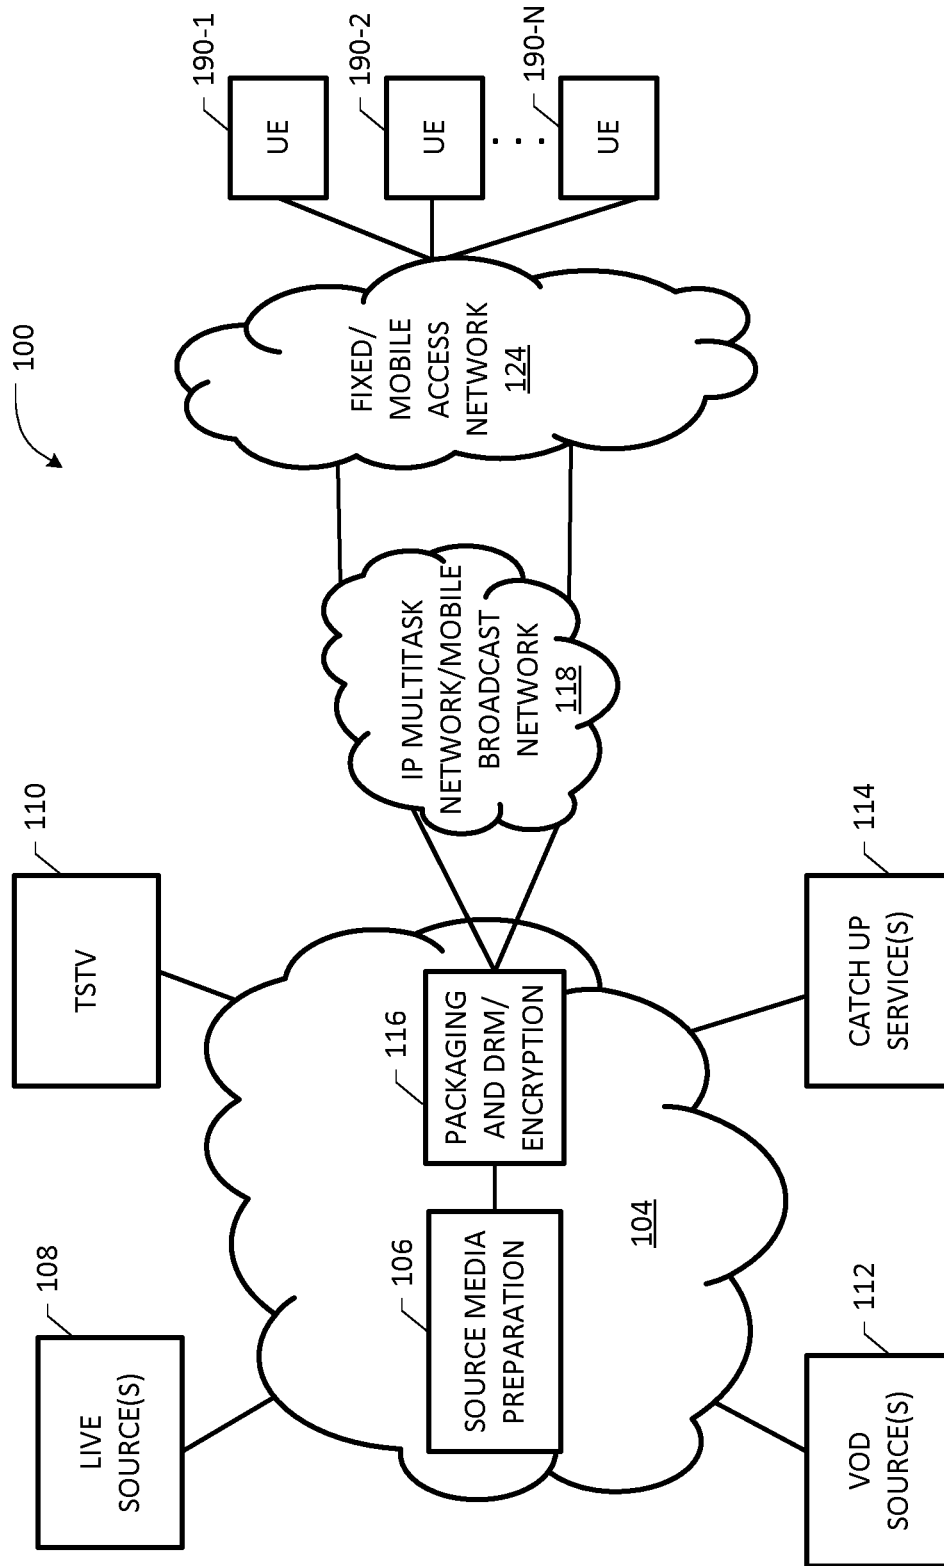 100
108
LIVE
SOURCE(S)
110
TSTV
106
SOURCE MEDIA
PREPARATION
116
PACKAGING
AND DRM/
ENCRYPTION
104
112
VOD
SOURCE(S)
114
CATCH UP
SERVICE(S)
IP MULTITASK
NETWORK/MOBILE
BROADCAST
NETWORK
118
FIXED/
MOBILE
ACCESS
NETWORK
124
190-1
UE
190-2
UE
. . .
190-N
UE